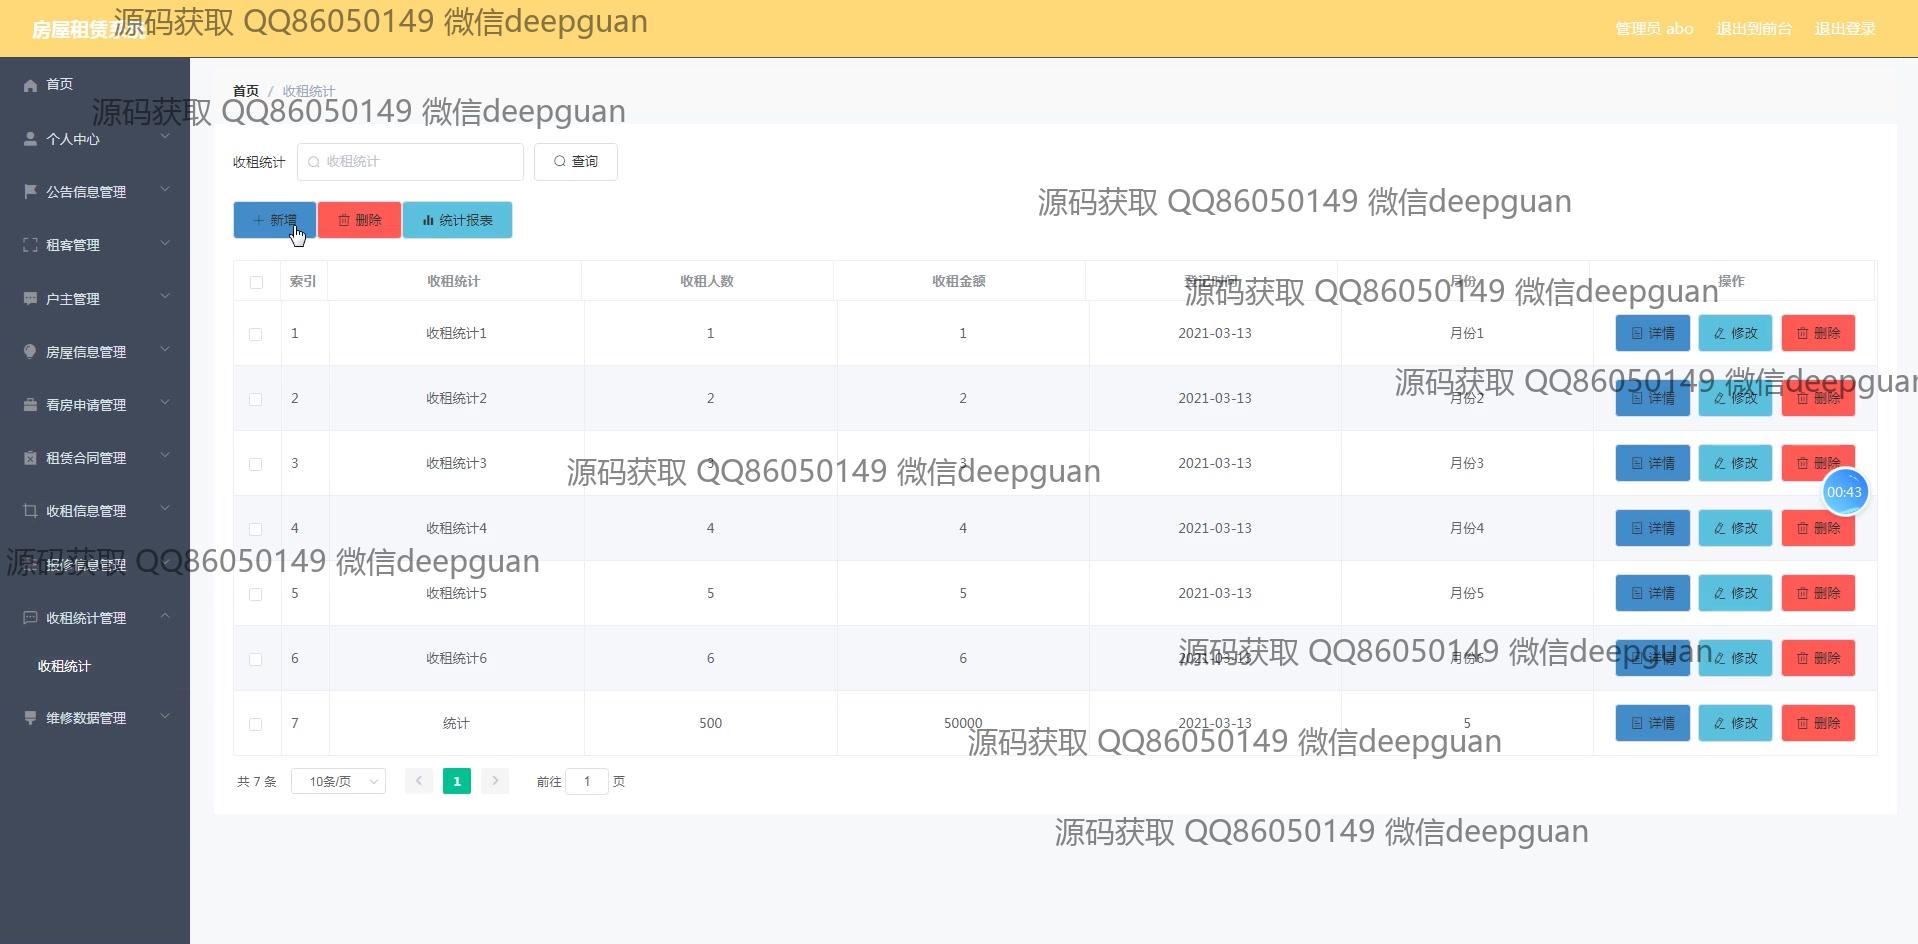 房屋租赁系统
源码获取 QQ86050149 微信deepguan
管理员 abo 退出到前台 退出登录
首页
首页 / 收租统计
源码获取 QQ86050149 微信deepguan
个人中心
收租统计 收租统计 查询
公告信息管理
源码获取 QQ86050149 微信deepguan
新增 删除 统计报表
租客管理
索引 收租统计 收租人数 收租金额 登记时间 月份 操作
源码获取 QQ86050149 微信deepguan
户主管理
1 收租统计1 1 1 2021-03-13 月份1 详情 修改 删除
房屋信息管理
源码获取 QQ86050149 微信deepguan
2 收租统计2 2 2 2021-03-13 月份2 详情 修改 删除
看房申请管理
租赁合同管理
3 收租统计3 3 3 2021-03-13 月份3 详情 修改 删除
源码获取 QQ86050149 微信deepguan
00:43
收租信息管理
4 收租统计4 4 4 2021-03-13 月份4 详情 修改 删除
报修信息管理
源码获取 QQ86050149 微信deepguan
5 收租统计5 5 5 2021-03-13 月份5 详情 修改 删除
收租统计管理
收租统计
6 收租统计6 6 6 2021-03-13 月份6 详情 修改 删除
源码获取 QQ86050149 微信deepguan
维修数据管理
7 统计 500 50000 2021-03-13 5 详情 修改 删除
源码获取 QQ86050149 微信deepguan
共 7 条 10条/页 1 前往 1 页
源码获取 QQ86050149 微信deepguan